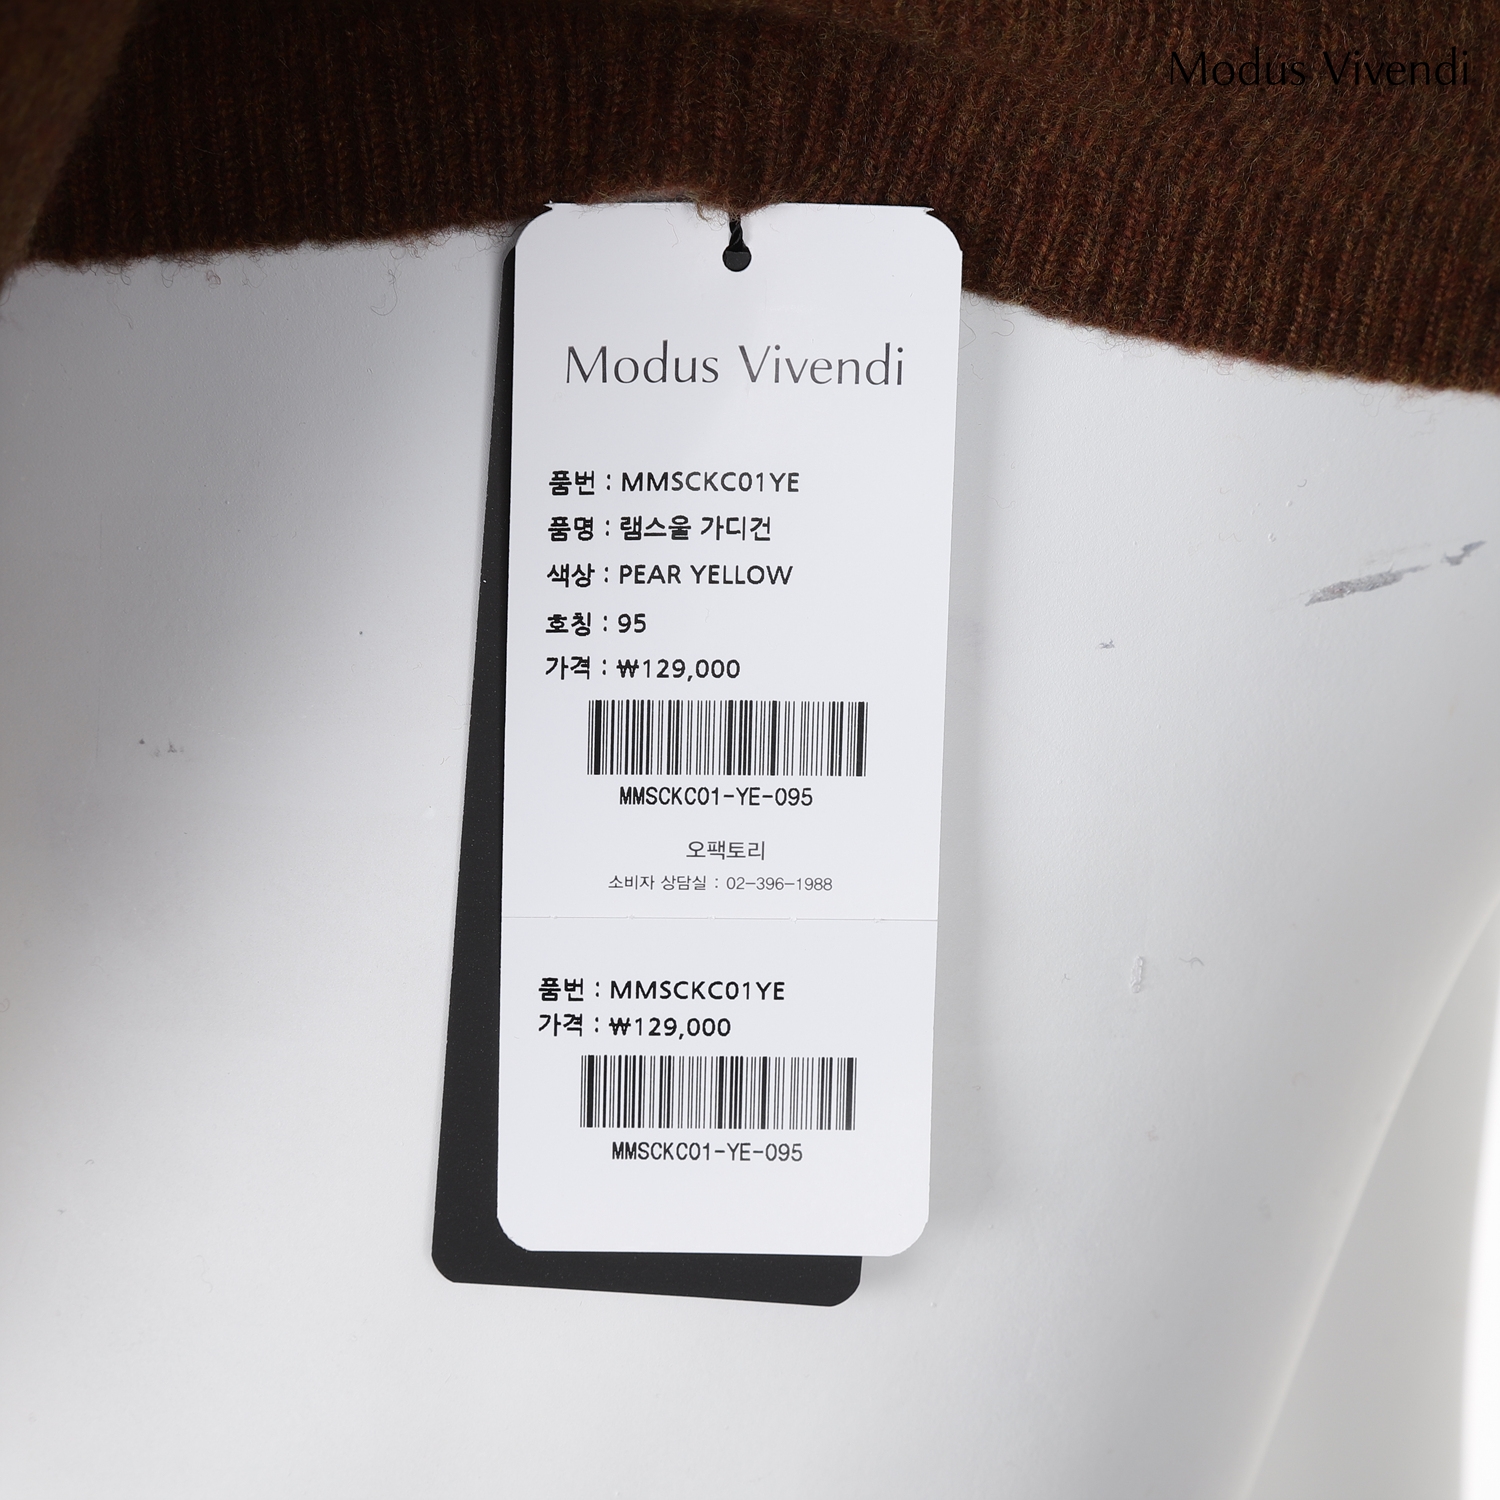 Modus Vivendi
Modus Vivendi
품번 : MMSCKC01YE
품명 : 램스울 가디건
색상 : PEAR YELLOW
호칭 : 95
가격 : ₩129,000
MMSCKC01-YE-095
오팩토리
소비자 상담실 : 02-396-1988
품번 : MMSCKC01YE
가격 : ₩129,000
MMSCKC01-YE-095